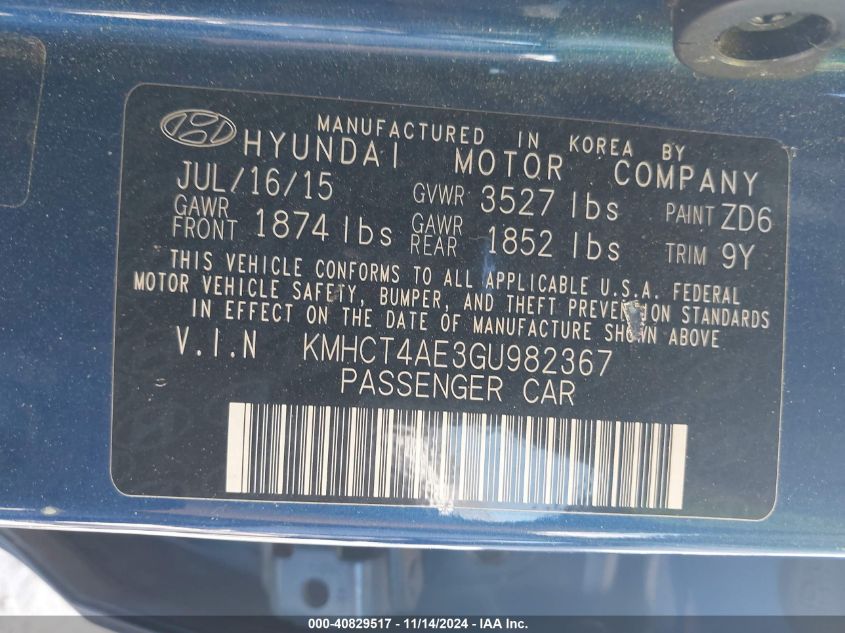 MANUFACTURED IN KOREA BY
HYUNDAI MOTOR COMPANY
JUL/16/15 GVWR 3527 lbs PAINT ZD6
GAWR FRONT 1874 lbs GAWR REAR 1852 lbs TRIM 9Y
THIS VEHICLE CONFORMS TO ALL APPLICABLE U.S.A. FEDERAL
MOTOR VEHICLE SAFETY, BUMPER, AND THEFT PREVENTION STANDARDS
IN EFFECT ON THE DATE OF MANUFACTURE SHOWN ABOVE
V.I.N KMHCT4AE3GU982367
PASSENGER CAR
000-40829517 - 11/14/2024 - IAA, Inc.